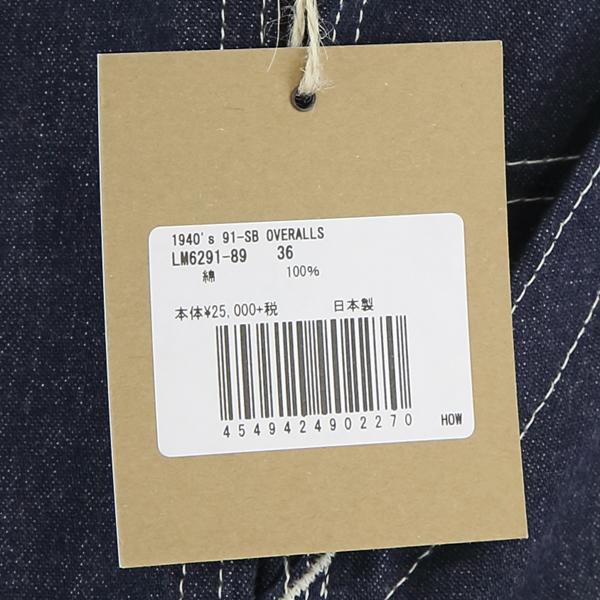 1940's 91-SB OVERALLS
LM6291-89 36
綿 100%
本体¥25,000+税 日本製
4549424902270 HOW